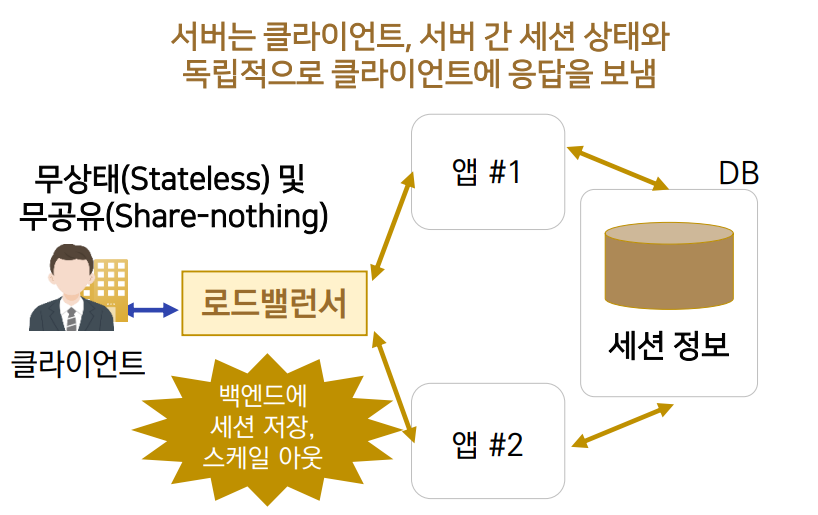 서버는 클라이언트, 서버 간 세션 상태와
독립적으로 클라이언트에 응답을 보냄
무상태(Stateless) 및
무공유(Share-nothing)
클라이언트
로드밸런서
백엔드에
세션 저장,
스케일 아웃
앱 #1
앱 #2
DB
세션 정보